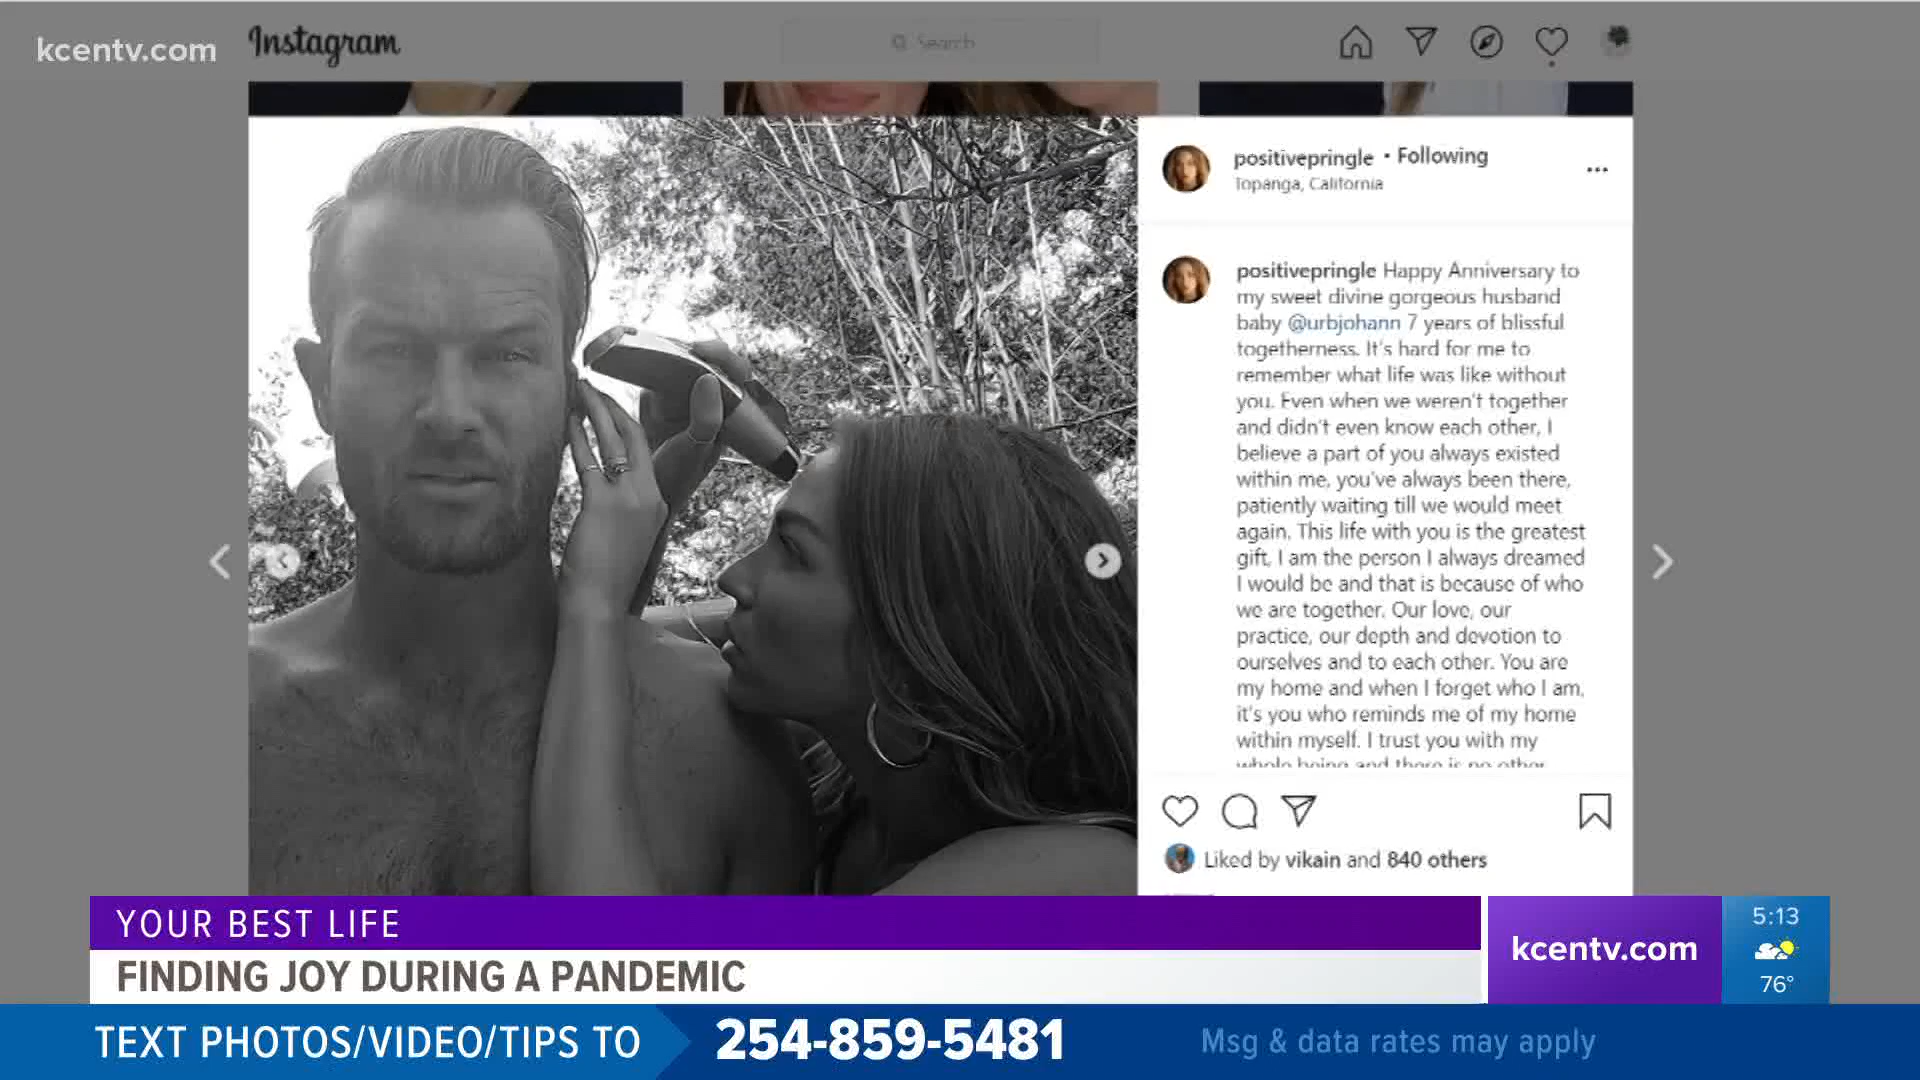 kcentv.com
Instagram
Search
positivepringle • Following
Topanga, California
...
positivepringle Happy Anniversary to
my sweet divine gorgeous husband
baby @urbjohann 7 years of blissful
togetherness. It's hard for me to
remember what life was like without
you. Even when we weren't together
and didn't even know each other, I
believe a part of you always existed
within me, you've always been there,
patiently waiting till we would meet
again. This life with you is the greatest
gift, I am the person I always dreamed
I would be and that is because of who
we are together. Our love, our
practice, our depth and devotion to
ourselves and to each other. You are
my home and when I forget who I am,
it's you who reminds me of my home
within myself. I trust you with my
whole being and there is no other
Liked by vikain and 840 others
YOUR BEST LIFE
FINDING JOY DURING A PANDEMIC
kcentv.com
5:13
76°
TEXT PHOTOS/VIDEO/TIPS TO
254-859-5481
Msg & data rates may apply